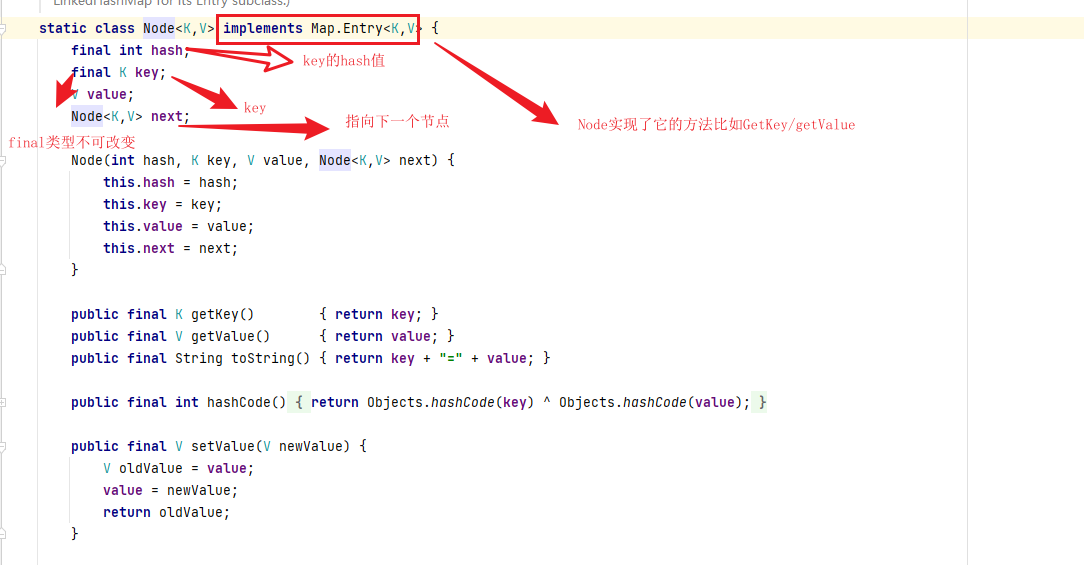 LinkedHashMap for its Entry subclass.)
static class Node<K,V> implements Map.Entry<K,V> {
final int hash;
key的hash值
final K key;
key
V value;
Node<K,V> next;
指向下一个节点
Node实现了它的方法比如GetKey/getValue
final类型不可改变
Node(int hash, K key, V value, Node<K,V> next) {
this.hash = hash;
this.key = key;
this.value = value;
this.next = next;
}
public final K getKey()        { return key; }
public final V getValue()      { return value; }
public final String toString() { return key + "=" + value; }
public final int hashCode() { return Objects.hashCode(key) ^ Objects.hashCode(value); }
public final V setValue(V newValue) {
V oldValue = value;
value = newValue;
return oldValue;
}